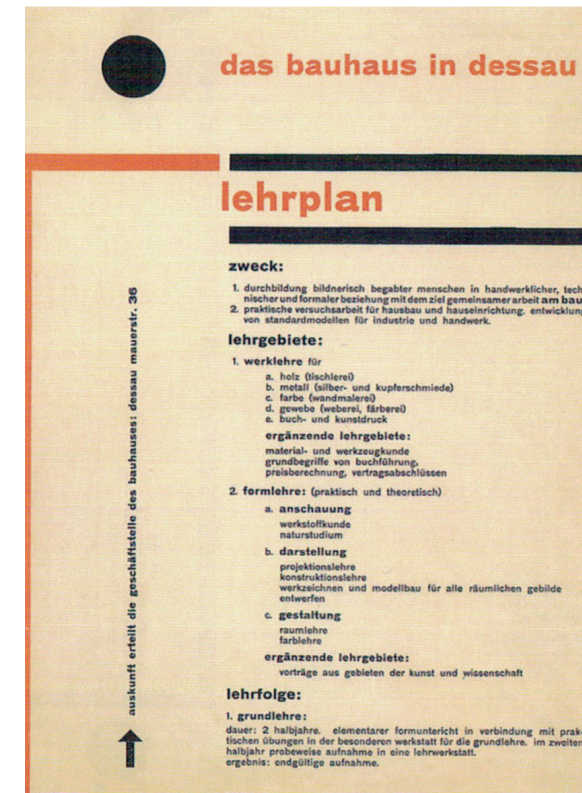 das bauhaus in dessau
lehrplan
zweck:
1. durchbildung bildnerisch begabter menschen in handwerklicher, tech-
nischer und formaler beziehung mit dem ziel gemeinsamer arbeit am bau
2. praktische versuchsarbeit für hausbau und hauseinrichtung. entwicklung
von standardmodellen für industrie und handwerk.
lehrgebiete:
1. werklehre für
a. holz (tischlerei)
b. metall (silber- und kupferschmiede)
c. farbe (wandmalerei)
d. gewebe (weberei, färberei)
e. buch- und kunstdruck
ergänzende lehrgebiete:
material- und werkzeugkunde
grundbegriffe von buchführung,
preisberechnung, vertragsabschlüssen
2. formlehre: (praktisch und theoretisch)
a. anschauung
werkstoffkunde
naturstudium
b. darstellung
projektionslehre
konstruktionslehre
werkzeichnen und modellbau für alle räumlichen gebilde
entwerfen
c. gestaltung
raumlehre
farblehre
ergänzende lehrgebiete:
vorträge aus gebieten der kunst und wissenschaft
lehrfolge:
1. grundlehre:
dauer: 2 halbjahre. elementarer formuntericht in verbindung mit prak-
tischen übungen in der besonderen werkstatt für die grundlehre. im zweiten
halbjahr probeweise aufnahme in eine lehrwerkstatt.
ergebnis: endgültige aufnahme.
auskunft erteilt die geschäftstelle des bauhauses: dessau mauerstr. 36